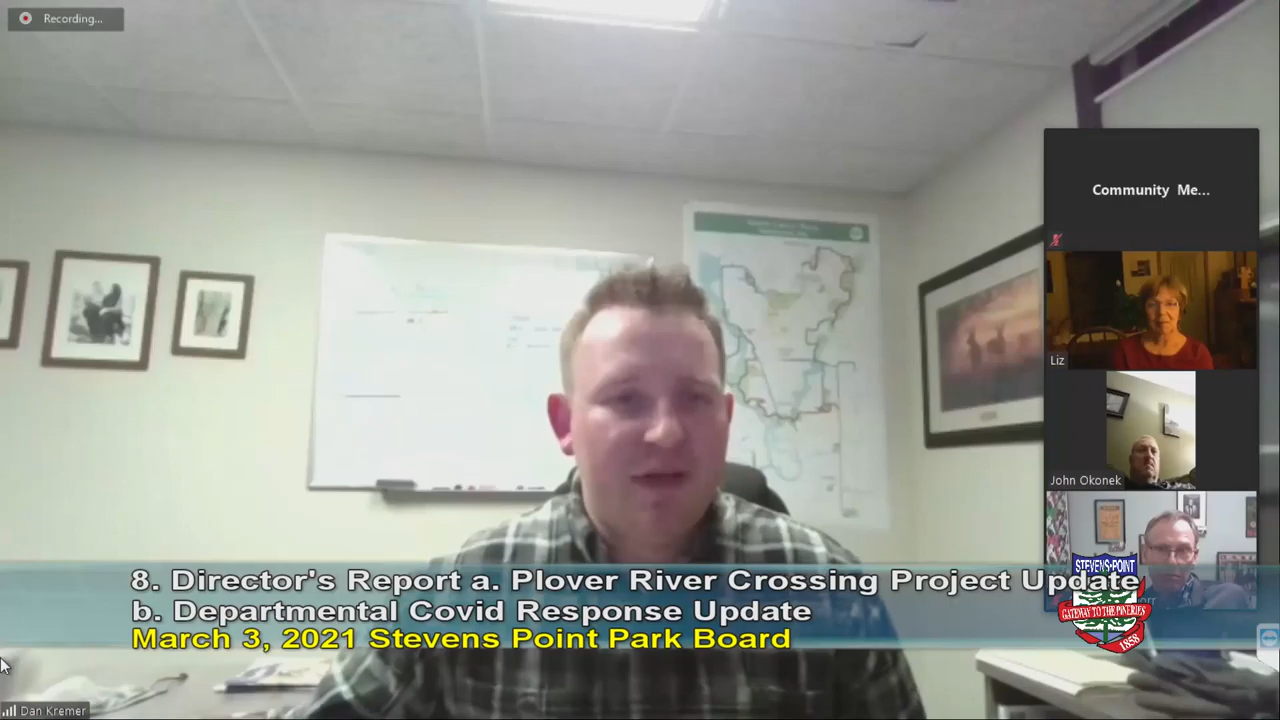 Recording...
Community Me...
Liz
John Okonek
8. Director's Report a. Plover River Crossing Project Update
b. Departmental Covid Response Update
March 3, 2021 Stevens Point Park Board
STEVENS POINT
GATEWAY TO THE PINERIES
1858
Dan Kremer